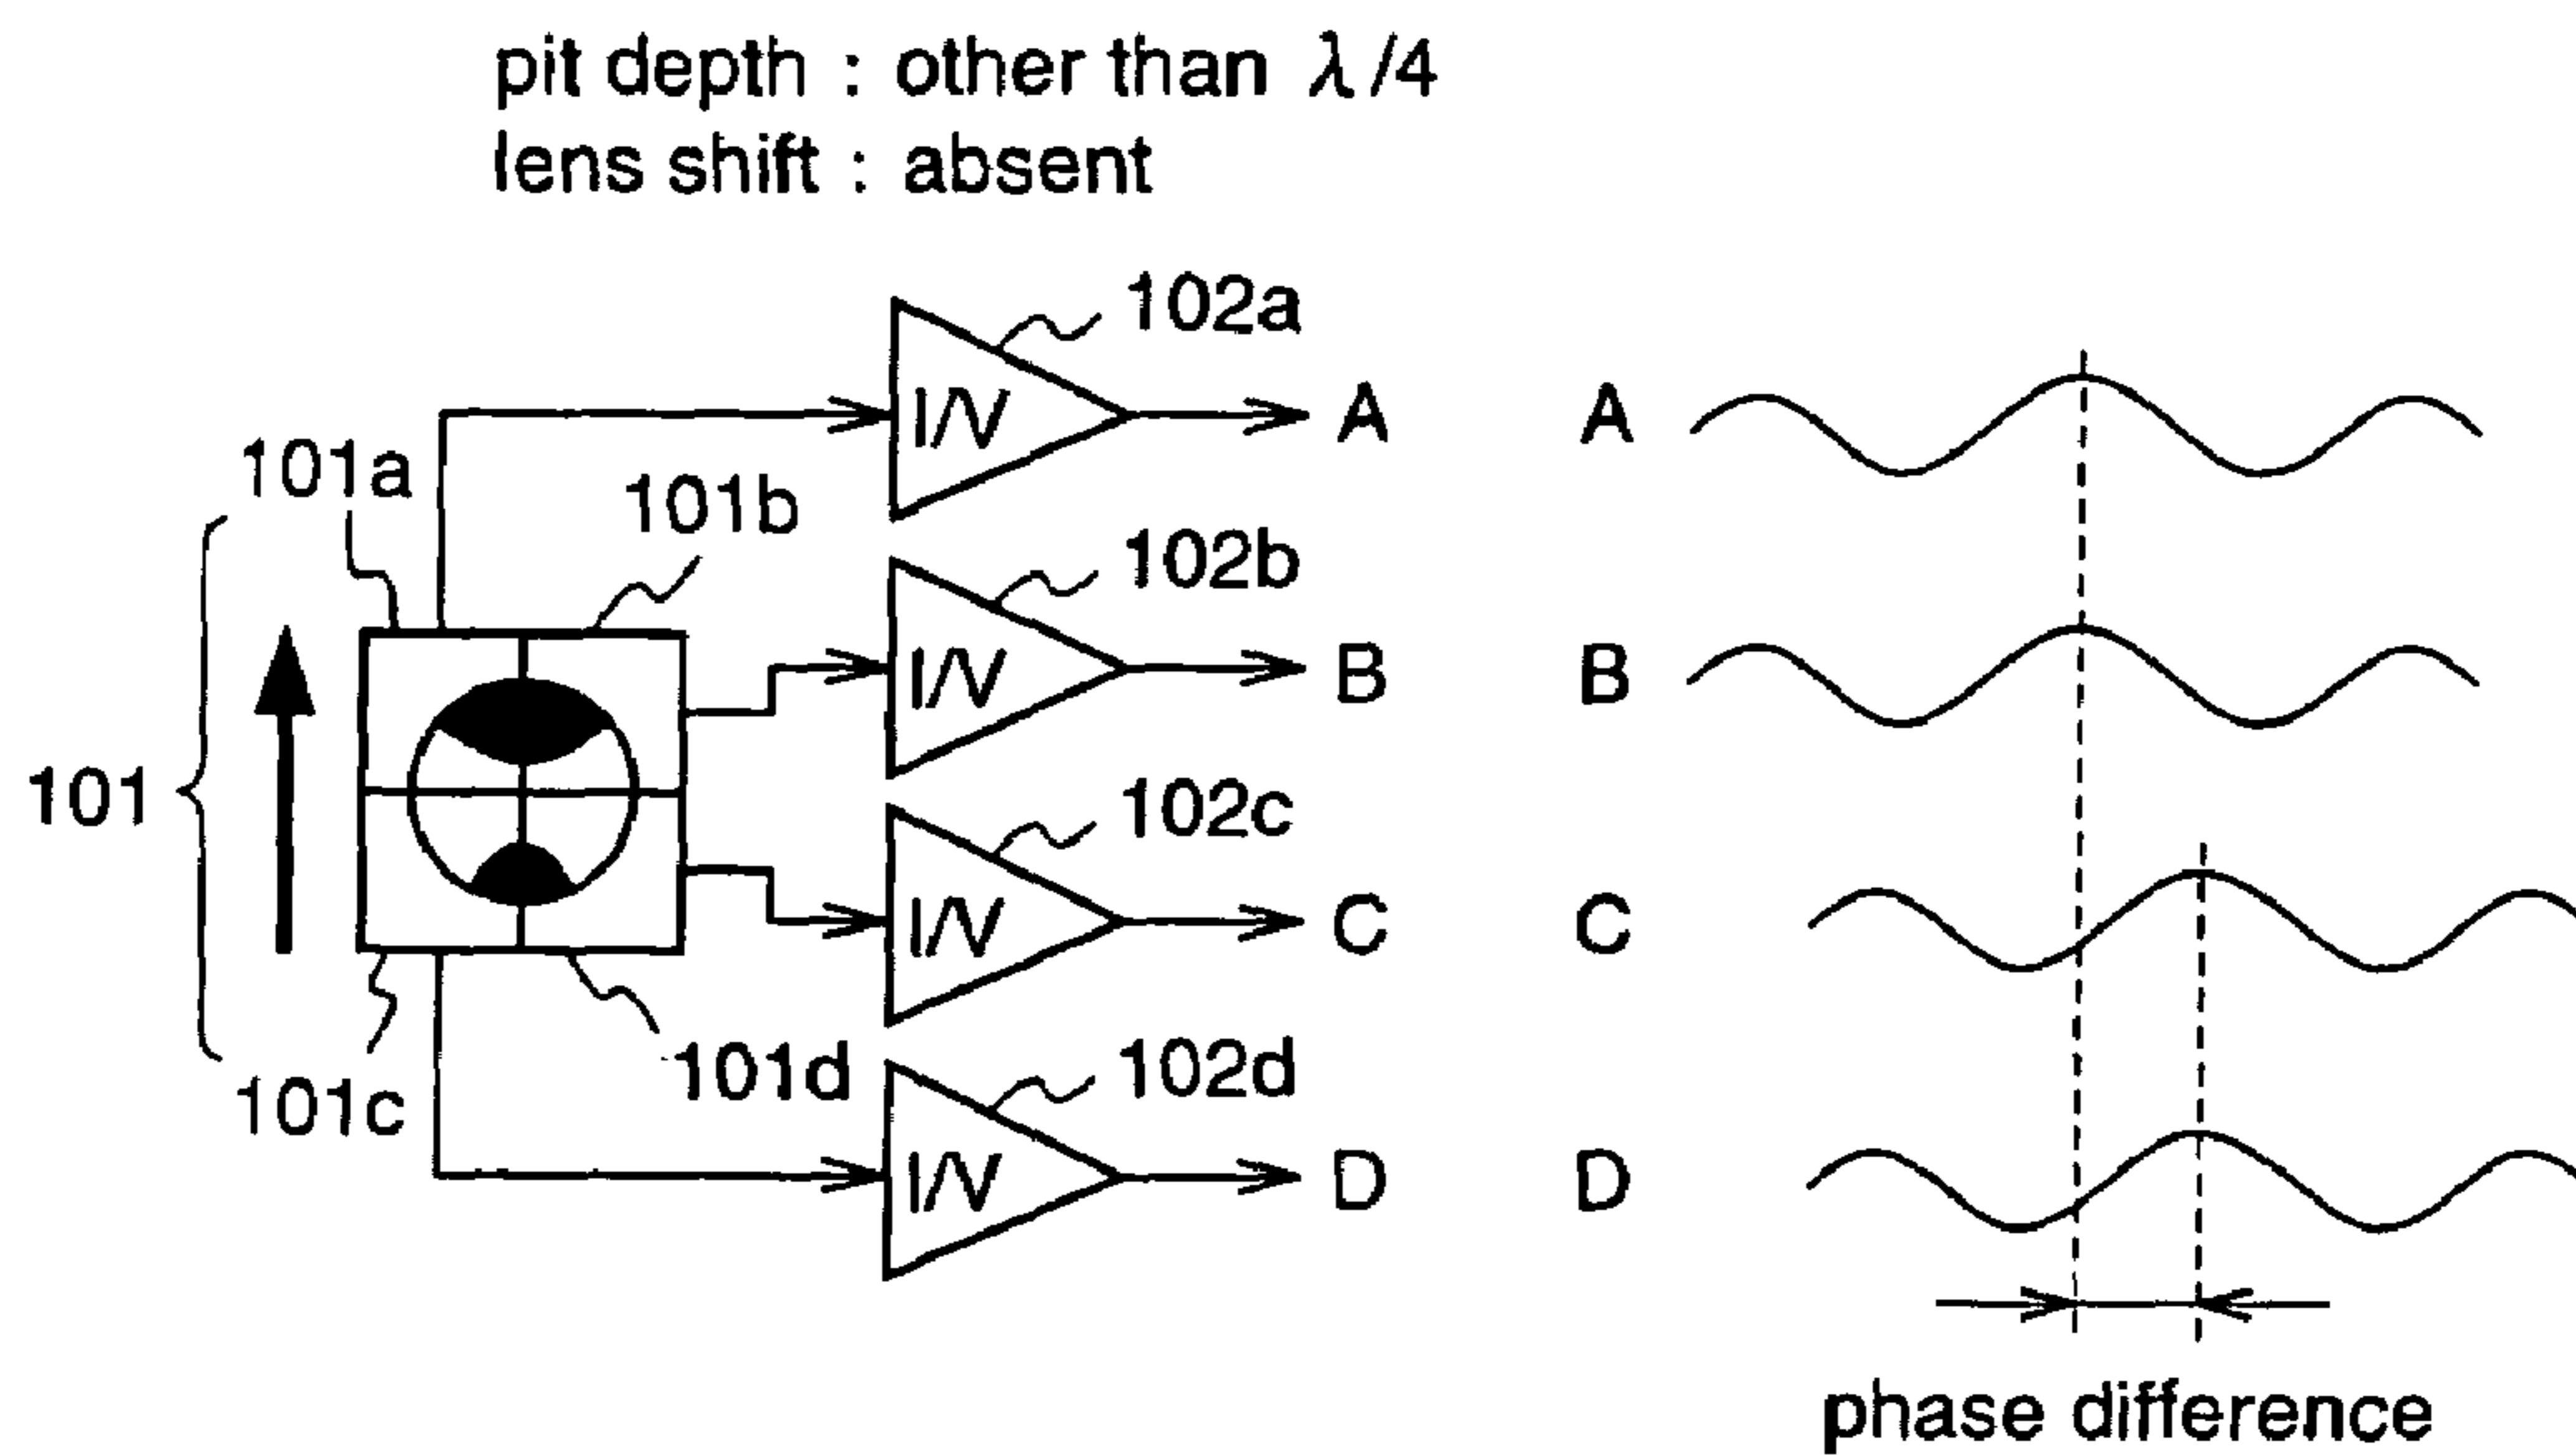 pit depth : other than λ/4
lens shift : absent
102a
I/V
A
A
101a
101b
102b
I/V
B
B
101
102c
I/V
C
C
101c
101d
102d
I/V
D
D
phase difference